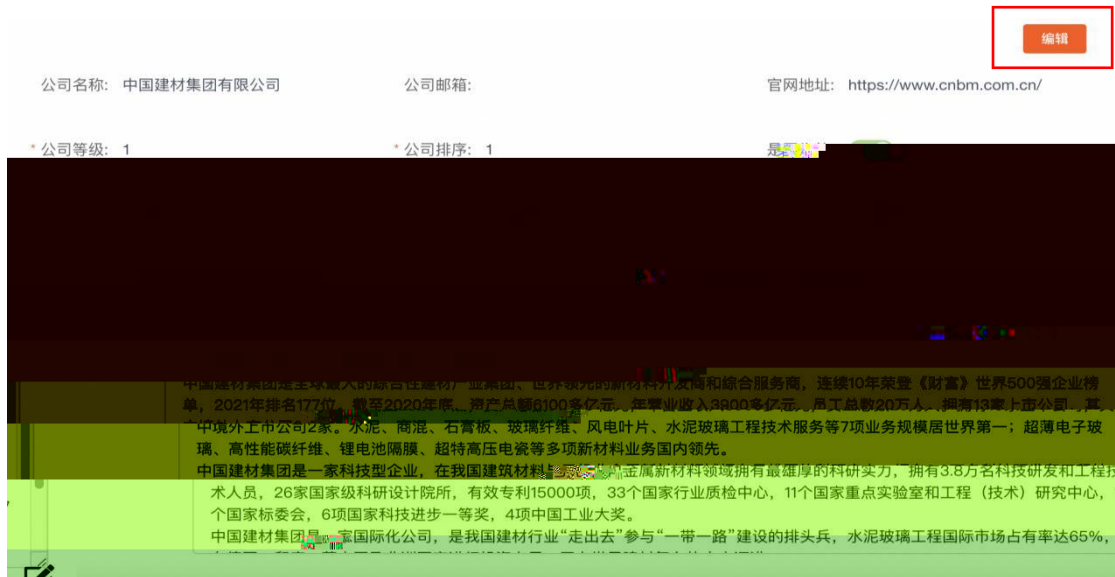 编辑
公司名称: 中国建材集团有限公司 公司邮箱: 官网地址: https://www.cnbm.com.cn/
* 公司等级: 1 * 公司排序: 1 是
中国建材集团是全球最大的综合性建材产业集团、世界领先的新材料开发商和综合服务商，连续10年荣登《财富》世界500强企业榜
单，2021年排名177位。截至2020年底，资产总额6100多亿元，年营业收入3900多亿元，员工总数20万人，拥有13家上市公司，其
中境外上市公司2家。水泥、商混、石膏板、玻璃纤维、风电叶片、水泥玻璃工程技术服务等7项业务规模居世界第一；超薄电子玻
璃、高性能碳纤维、锂电池隔膜、超特高压电瓷等多项新材料业务国内领先。
中国建材集团是一家科技型企业，在我国建筑材料与 金属新材料领域拥有最雄厚的科研实力，拥有3.8万名科技研发和工程技
术人员，26家国家级科研设计院所，有效专利15000项，33个国家行业质检中心，11个国家重点实验室和工程（技术）研究中心，
个国家标委会，6项国家科技进步一等奖，4项中国工业大奖。
中国建材集团是一家国际化公司，是我国建材行业“走出去”参与“一带一路”建设的排头兵，水泥玻璃工程国际市场占有率达65%，